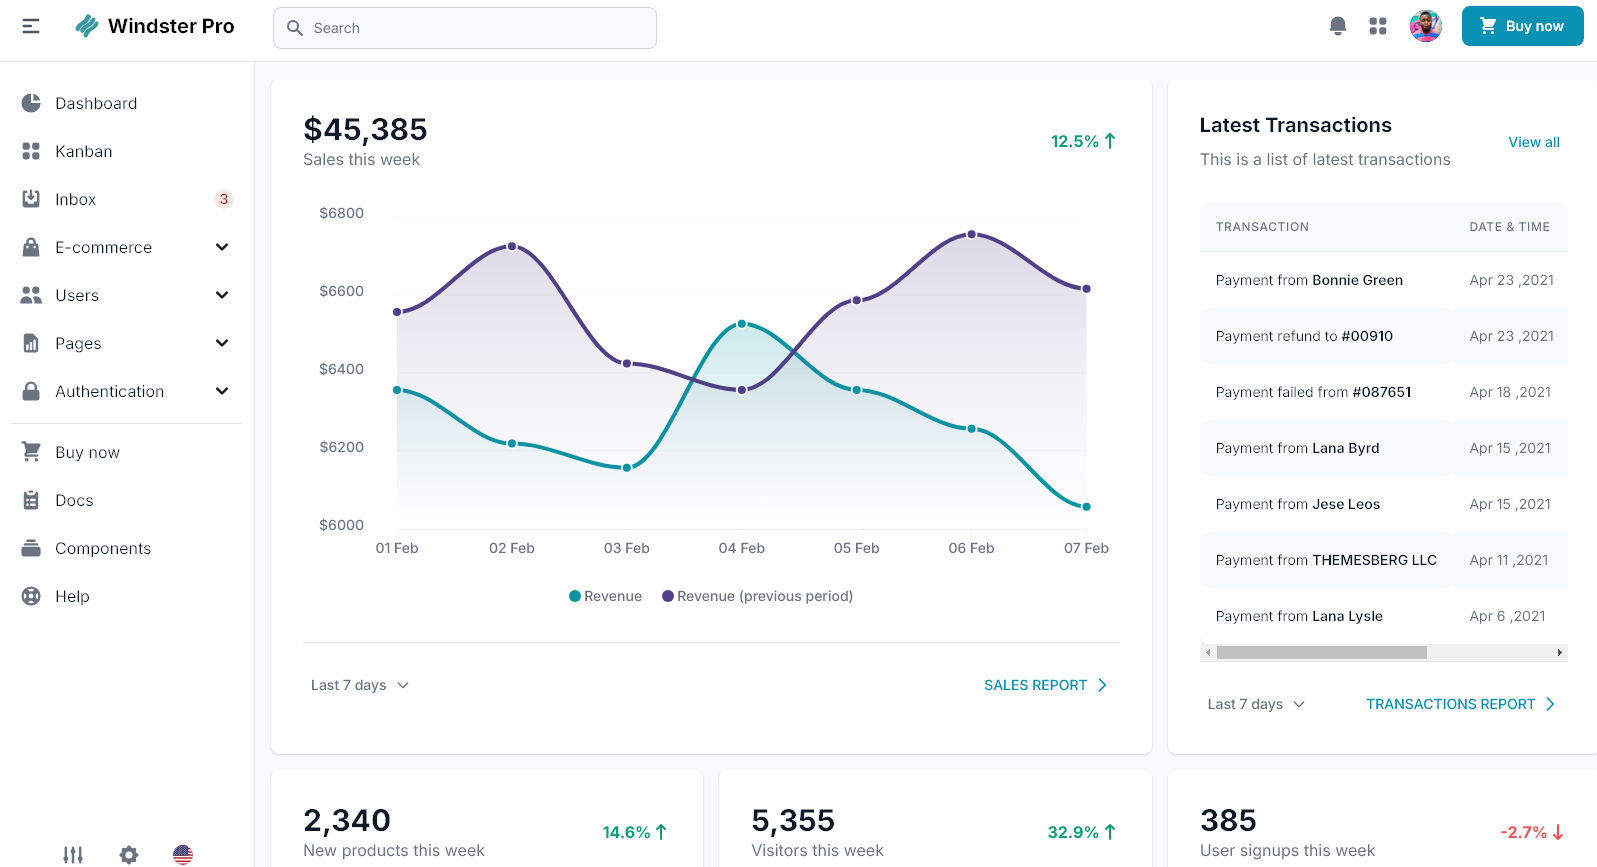 Windster Pro
Search
Buy now
Dashboard
Kanban
Inbox 3
E-commerce
Users
Pages
Authentication
Buy now
Docs
Components
Help
$45,385
Sales this week
12.5%
$6800
$6600
$6400
$6200
$6000
01 Feb 02 Feb 03 Feb 04 Feb 05 Feb 06 Feb 07 Feb
Revenue Revenue (previous period)
Last 7 days
SALES REPORT
Latest Transactions
This is a list of latest transactions
View all
TRANSACTION DATE & TIME
Payment from Bonnie Green Apr 23 ,2021
Payment refund to #00910 Apr 23 ,2021
Payment failed from #087651 Apr 18 ,2021
Payment from Lana Byrd Apr 15 ,2021
Payment from Jese Leos Apr 15 ,2021
Payment from THEMESBERG LLC Apr 11 ,2021
Payment from Lana Lysle Apr 6 ,2021
Last 7 days
TRANSACTIONS REPORT
2,340
New products this week
14.6%
5,355
Visitors this week
32.9%
385
User signups this week
-2.7%